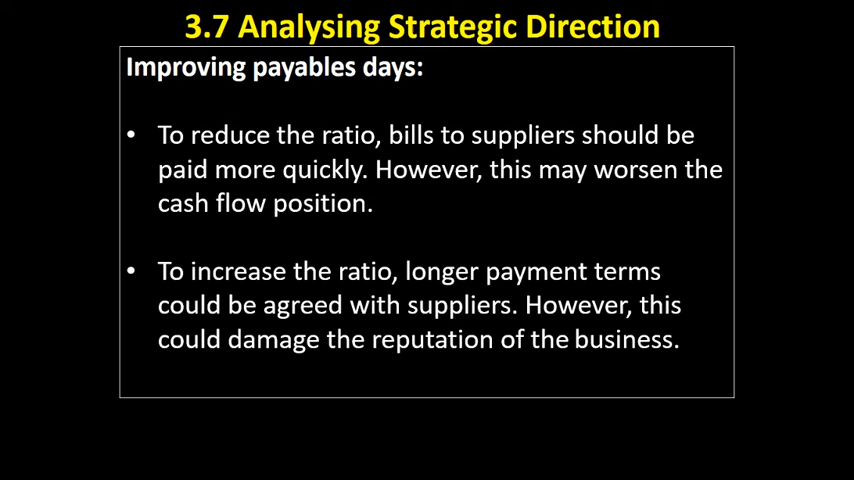 3.7 Analysing Strategic Direction
Improving payables days:
• To reduce the ratio, bills to suppliers should be
paid more quickly. However, this may worsen the
cash flow position.
• To increase the ratio, longer payment terms
could be agreed with suppliers. However, this
could damage the reputation of the business.